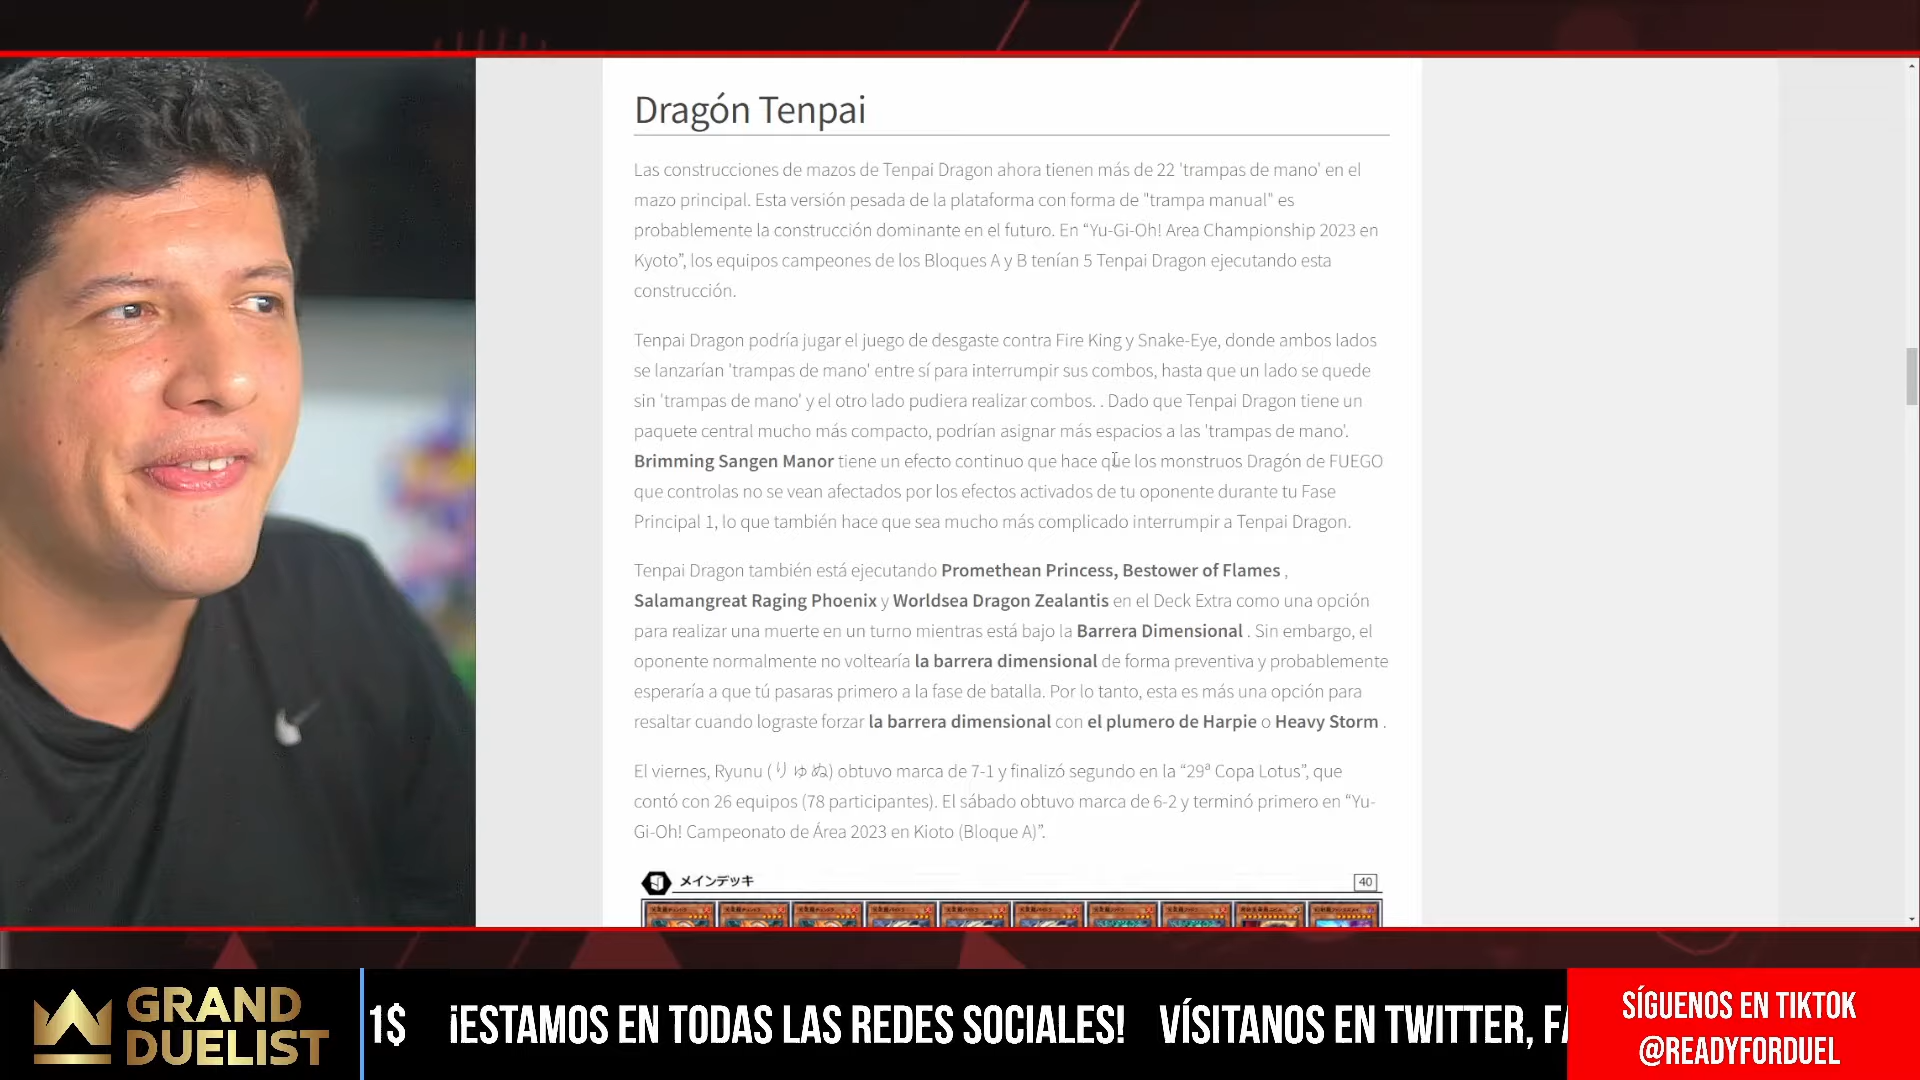 Dragón Tenpai
Las construcciones de mazos de Tenpai Dragon ahora tienen más de 22 'trampas de mano' en el
mazo principal. Esta versión pesada de la plataforma con forma de "trampa manual" es
probablemente la construcción dominante en el futuro. En “Yu-Gi-Oh! Area Championship 2023 en
Kyoto”, los equipos campeones de los Bloques A y B tenían 5 Tenpai Dragon ejecutando esta
construcción.
Tenpai Dragon podría jugar el juego de desgaste contra Fire King y Snake-Eye, donde ambos lados
se lanzarían 'trampas de mano' entre sí para interrumpir sus combos, hasta que un lado se quede
sin 'trampas de mano' y el otro lado pudiera realizar combos. . Dado que Tenpai Dragon tiene un
paquete central mucho más compacto, podrían asignar más espacios a las 'trampas de mano'.
Brimming Sangen Manor tiene un efecto continuo que hace que los monstruos Dragón de FUEGO
que controlas no se vean afectados por los efectos activados de tu oponente durante tu Fase
Principal 1, lo que también hace que sea mucho más complicado interrumpir a Tenpai Dragon.
Tenpai Dragon también está ejecutando Promethean Princess, Bestower of Flames ,
Salamangreat Raging Phoenix y Worldsea Dragon Zealantis en el Deck Extra como una opción
para realizar una muerte en un turno mientras está bajo la Barrera Dimensional . Sin embargo, el
oponente normalmente no voltearía la barrera dimensional de forma preventiva y probablemente
esperaría a que tú pasaras primero a la fase de batalla. Por lo tanto, esta es más una opción para
resaltar cuando lograste forzar la barrera dimensional con el plumero de Harpie o Heavy Storm .
El viernes, Ryunu (りゅぬ) obtuvo marca de 7-1 y finalizó segundo en la “29ª Copa Lotus”, que
contó con 26 equipos (78 participantes). El sábado obtuvo marca de 6-2 y terminó primero en “Yu-
Gi-Oh! Campeonato de Área 2023 en Kioto (Bloque A)”.
メインデッキ
40
GRAND
DUELIST
1$ ¡ESTAMOS EN TODAS LAS REDES SOCIALES! VÍSITANOS EN TWITTER, FA
SÍGUENOS EN TIKTOK
@READYFORDUEL